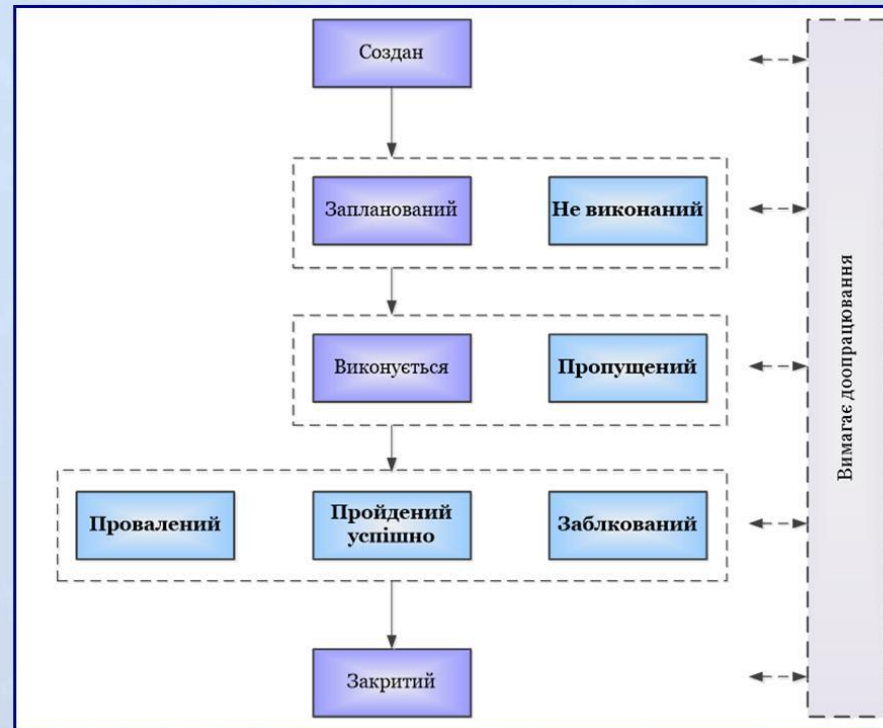 Создан
Запланований
Не виконаний
Виконується
Пропущений
Провалений
Пройдений
успішно
Заблкований
Закритий
Вимагає доопрацювання